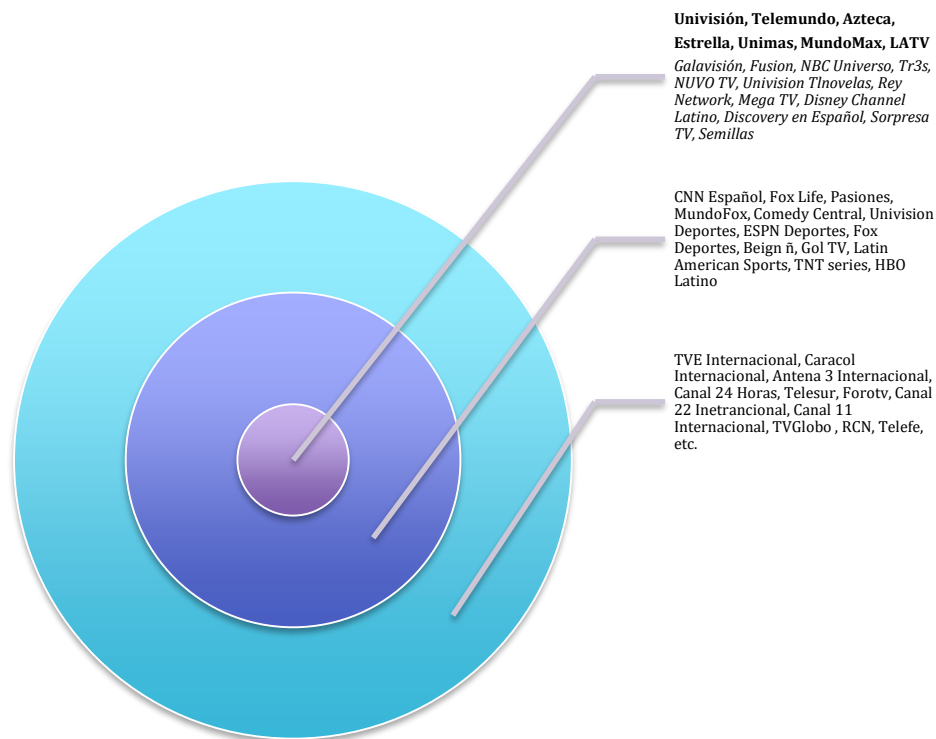 Univisión, Telemundo, Azteca,
Estrella, Unimas, MundoMax, LATV
Galavisión, Fusion, NBC Universo, Tr3s,
NUVO TV, Univision Tlnovelas, Rey
Network, Mega TV, Disney Channel
Latino, Discovery en Español, Sorpresa
TV, Semillas
CNN Español, Fox Life, Pasiones,
MundoFox, Comedy Central, Univision
Deportes, ESPN Deportes, Fox
Deportes, Beign ñ, Gol TV, Latin
American Sports, TNT series, HBO
Latino
TVE Internacional, Caracol
Internacional, Antena 3 Internacional,
Canal 24 Horas, Telesur, Forotv, Canal
22 Inetrancional, Canal 11
Internacional, TVGlobo , RCN, Telefe,
etc.